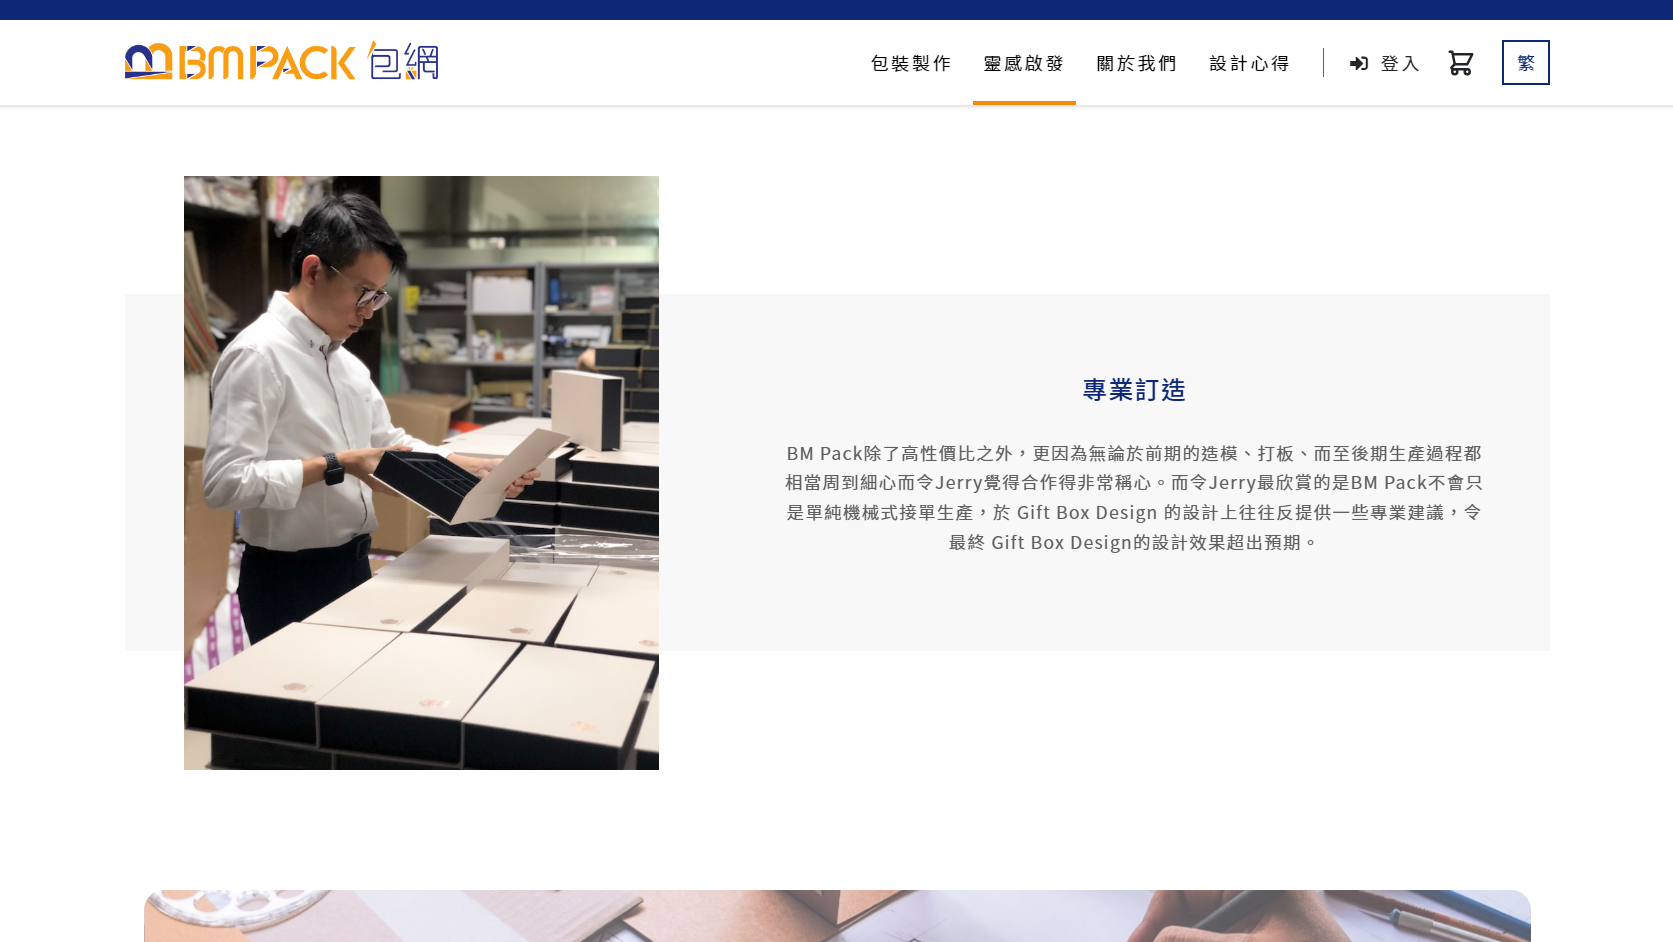 BMPACK 包網
包裝製作
靈感啟發
關於我們
設計心得
登入
繁
專業訂造
BM Pack除了高性價比之外，更因為無論於前期的造模、打板、而至後期生產過程都
相當周到細心而令Jerry覺得合作得非常稱心。而令Jerry最欣賞的是BM Pack不會只
是單純機械式接單生產，於 Gift Box Design 的設計上往往反提供一些專業建議，令
最終 Gift Box Design的設計效果超出預期。